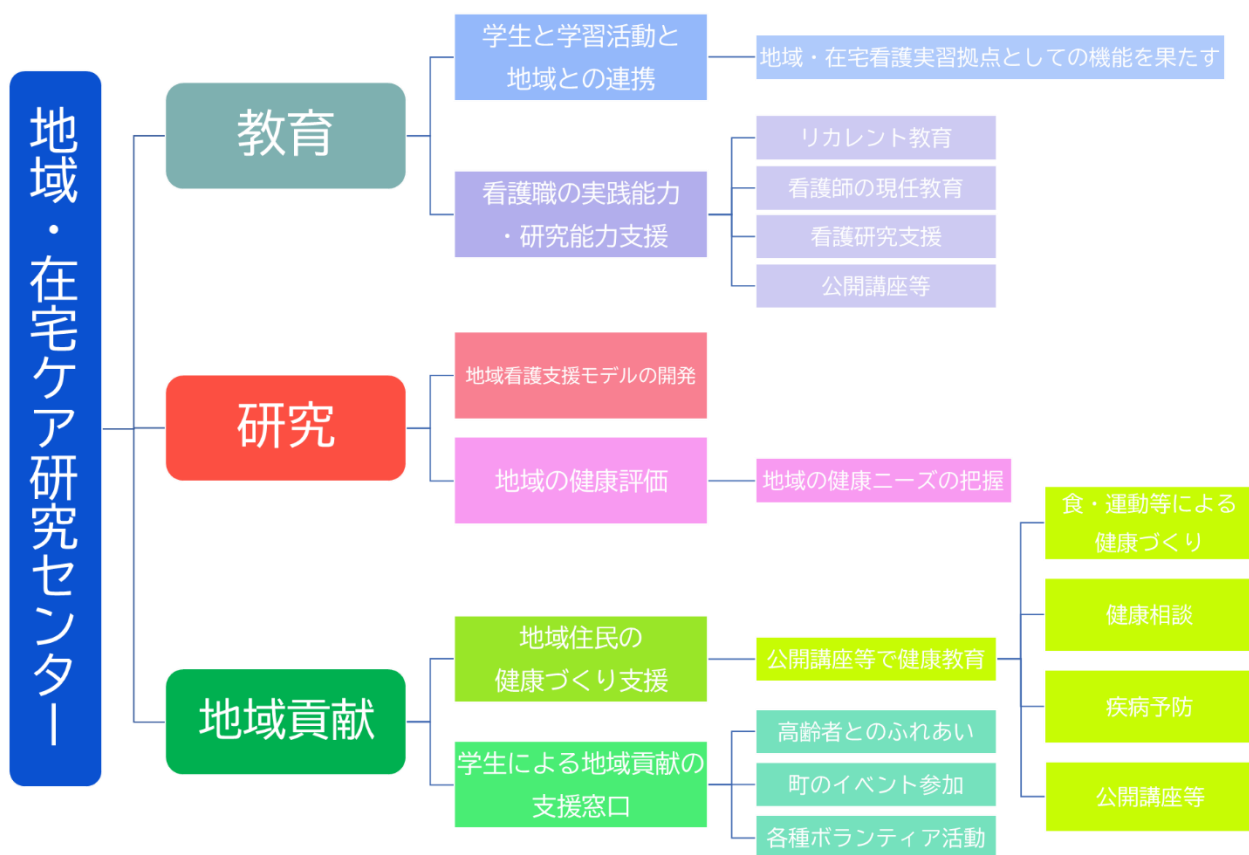 地域・在宅ケア研究センター
教育
学生と学習活動と
地域との連携
地域・在宅看護実習拠点としての機能を果たす
看護職の実践能力
・研究能力支援
リカレント教育
看護師の現任教育
看護研究支援
公開講座等
研究
地域看護支援モデルの開発
地域の健康評価
地域の健康ニーズの把握
地域貢献
地域住民の
健康づくり支援
公開講座等で健康教育
食・運動等による
健康づくり
健康相談
疾病予防
公開講座等
学生による地域貢献の
支援窓口
高齢者とのふれあい
町のイベント参加
各種ボランティア活動